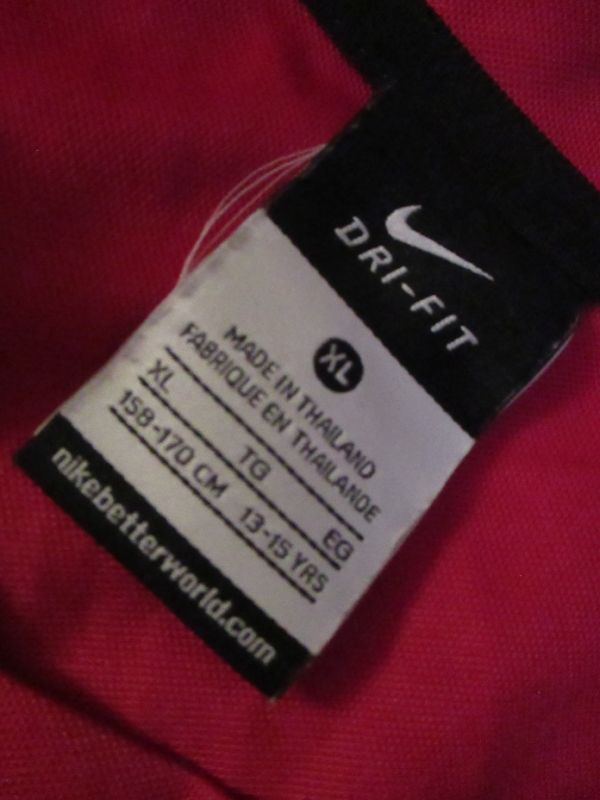 DRI-FIT
XL
MADE IN THAILAND
FABRIQUE EN THAILANDE
XL TG EG
158-170 CM 13-15 YRS
nikebetterworld.com